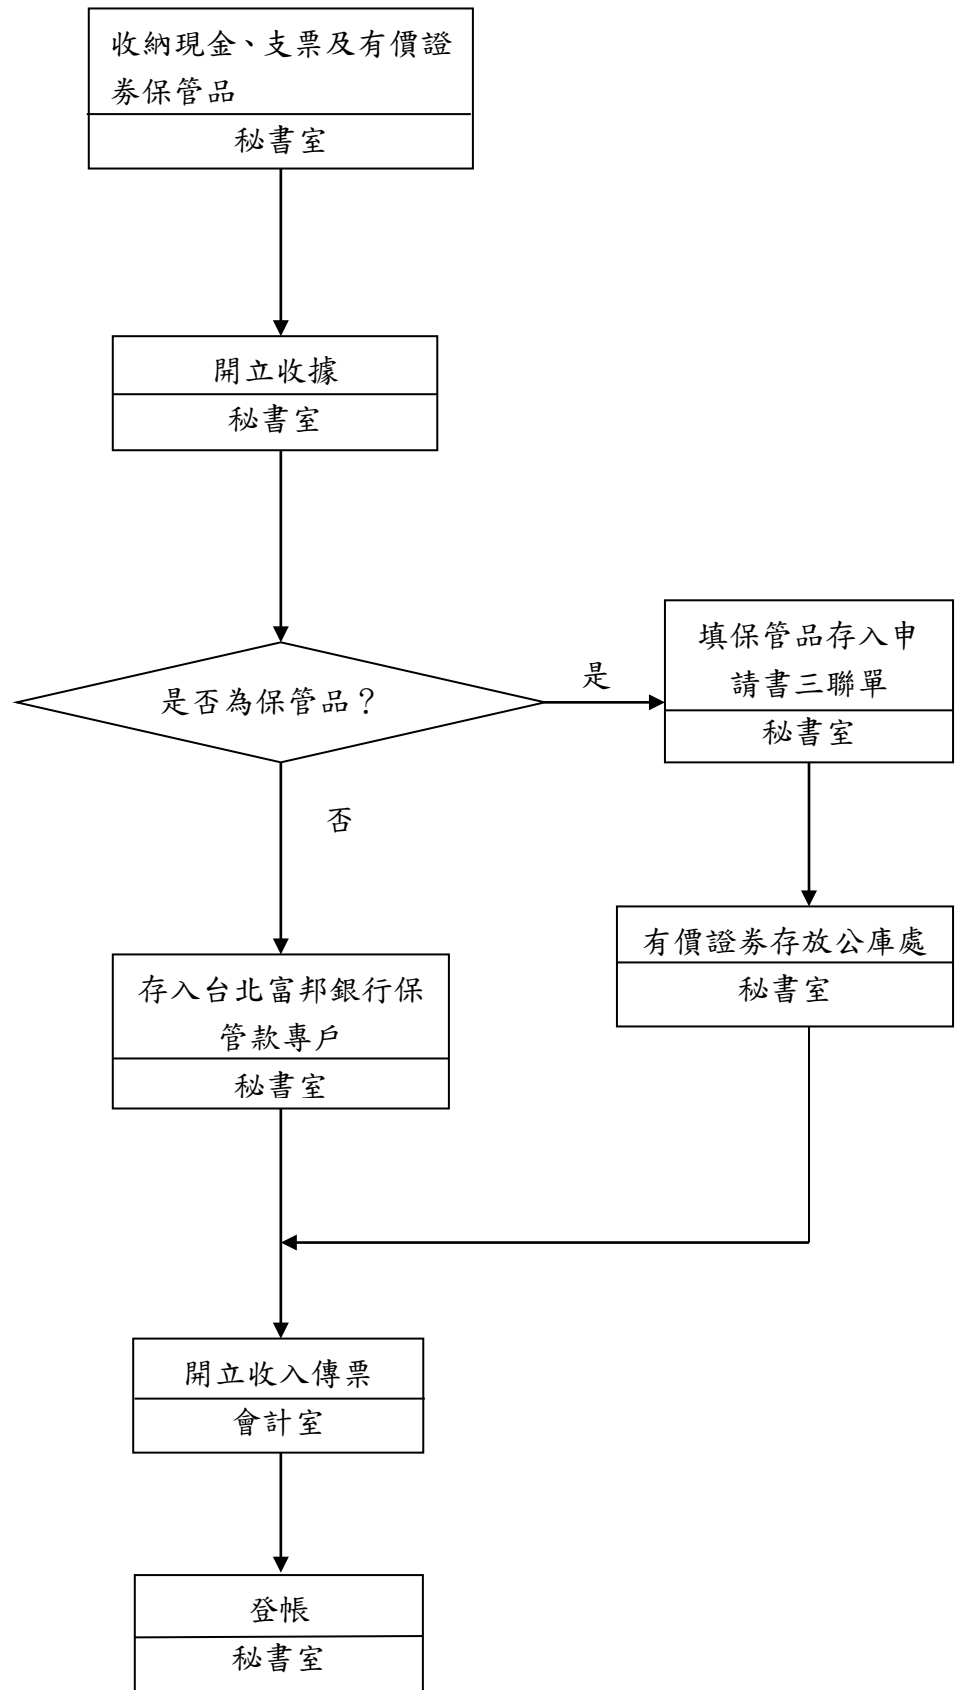 收納現金、支票及有價證
券保管品
秘書室
開立收據
秘書室
是否為保管品？
是
填保管品存入申
請書三聯單
秘書室
否
有價證券存放公庫處
秘書室
存入台北富邦銀行保
管款專戶
秘書室
開立收入傳票
會計室
登帳
秘書室